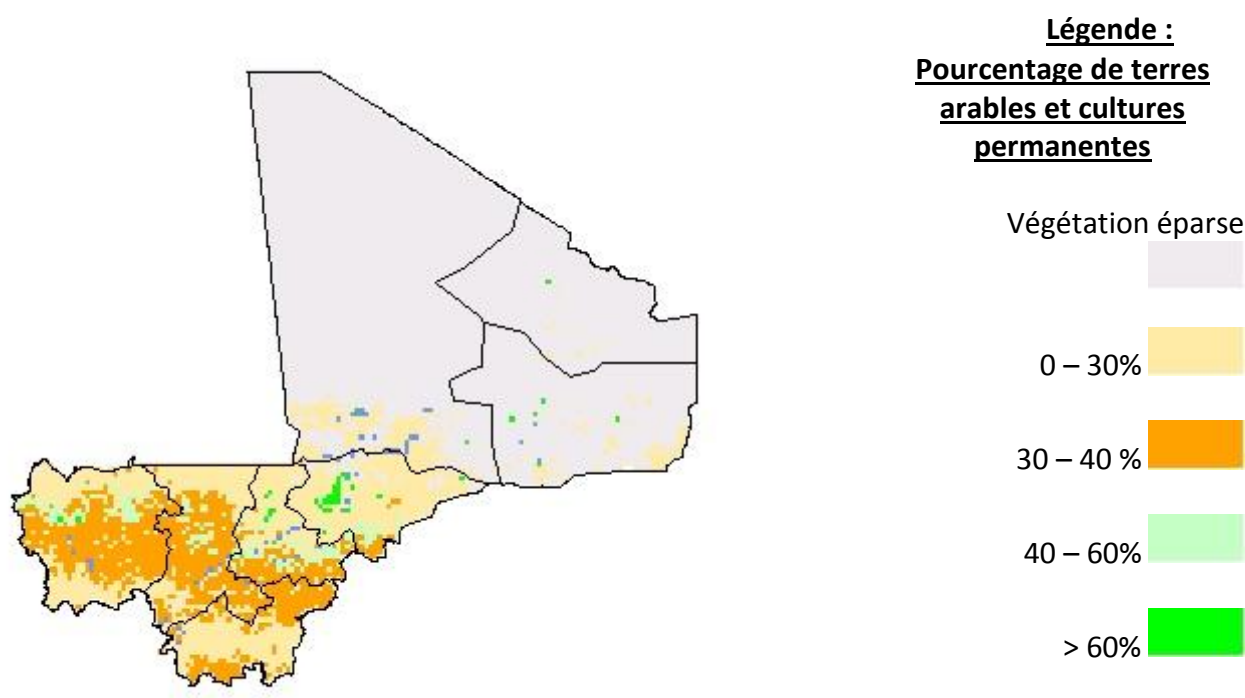 Légende :
Pourcentage de terres
arables et cultures
permanentes
Végétation éparse
0 – 30%
30 – 40 %
40 – 60%
> 60%